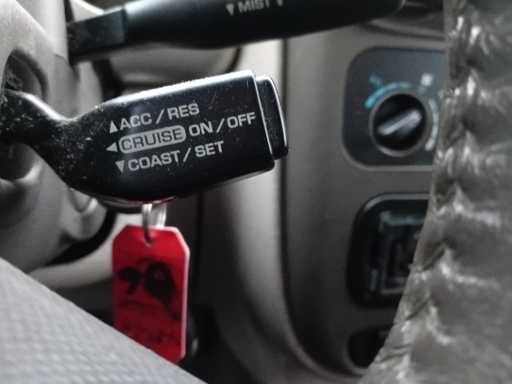 ▼ MIST ▼
▲ ACC / RES
◀ CRUISE ON / OFF
▼ COAST / SET